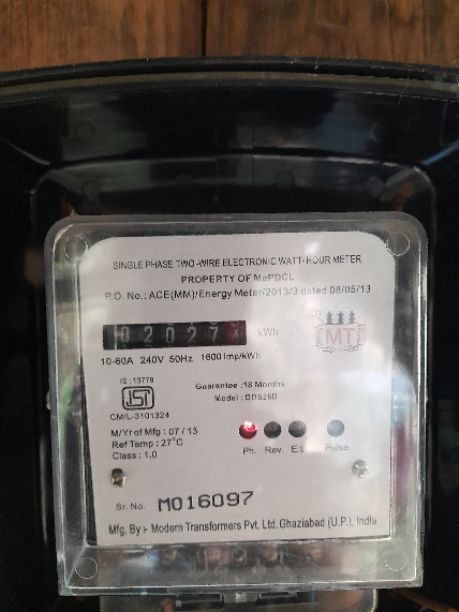 SINGLE PHASE TWO-WIRE ELECTRONIC WATT-HOUR METER
PROPERTY OF MePDCL
P.O. No.: ACE(MM)/Energy Meter/2013/3 dated 08/05/13
020274 kWh
MT
10-60A 240V 50Hz 1600 Imp/kWh
IS : 13779
ISI
CM/L-3101324
Guarantee : 18 Months
Model : DDS26D
M/Yr of Mfg : 07 / 13
Ref Temp : 27°C
Class : 1.0
Ph. Rev. E.L Pulse
Sr. No. M016097
Mfg. By :- Modern Transformers Pvt. Ltd. Ghaziabad (U.P.), India